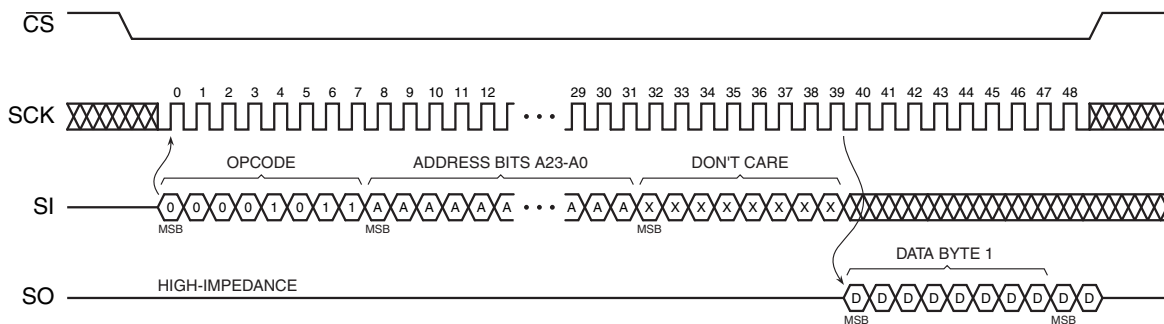 CS
0 1 2 3 4 5 6 7 8 9 10 11 12 29 30 31 32 33 34 35 36 37 38 39 40 41 42 43 44 45 46 47 48
SCK • • •
OPCODE ADDRESS BITS A23-A0 DON'T CARE
SI 0 0 0 0 1 0 1 1 A A A A A A • • • A A A X X X X X X X X
MSB MSB MSB
DATA BYTE 1
HIGH-IMPEDANCE
SO D D D D D D D D D D
MSB MSB